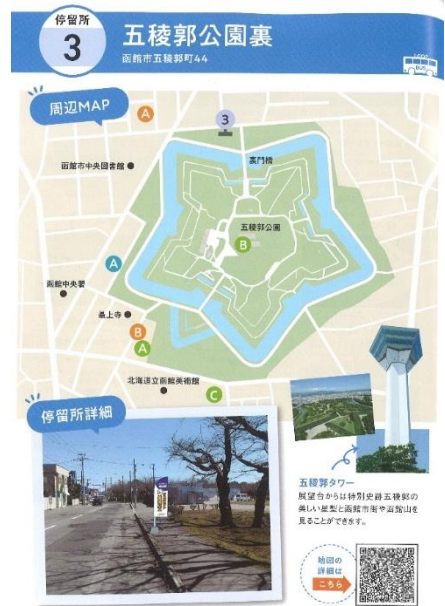 停留所
3
五稜郭公園裏
函館市五稜郭町44
BUS
周辺MAP
A
3
裏門橋
函館市中央図書館
五稜郭公園
B
A
函館中央署
B
A
北海道立函館美術館
C
停留所詳細
五稜郭タワー
展望台からは特別史跡五稜郭の
美しい星型と函館市街や函館山を
見ることができます。
地図の
詳細は
こちら